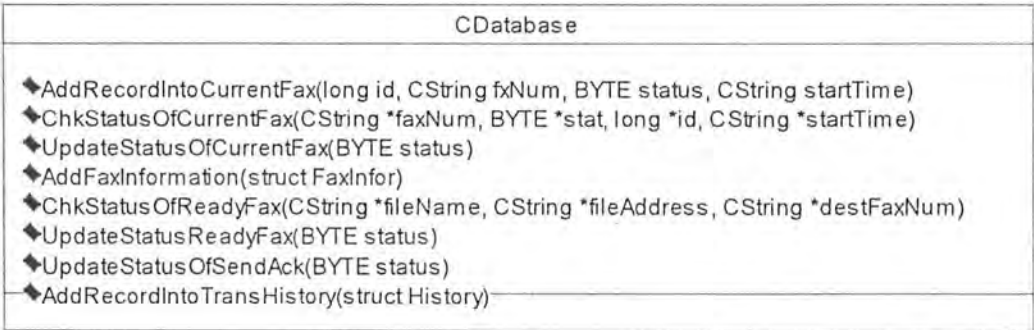 CDatabase
AddRecordIntoCurrentFax(long id, CString fxNum, BYTE status, CString startTime)
ChkStatusOfCurrentFax(CString *faxNum, BYTE *stat, long *id, CString *startTime)
UpdateStatusOfCurrentFax(BYTE status)
AddFaxInformation(struct FaxInfor)
ChkStatusOfReadyFax(CString *fileName, CString *fileAddress, CString *destFaxNum)
UpdateStatusReadyFax(BYTE status)
UpdateStatusOfSendAck(BYTE status)
AddRecordIntoTransHistory(struct History)